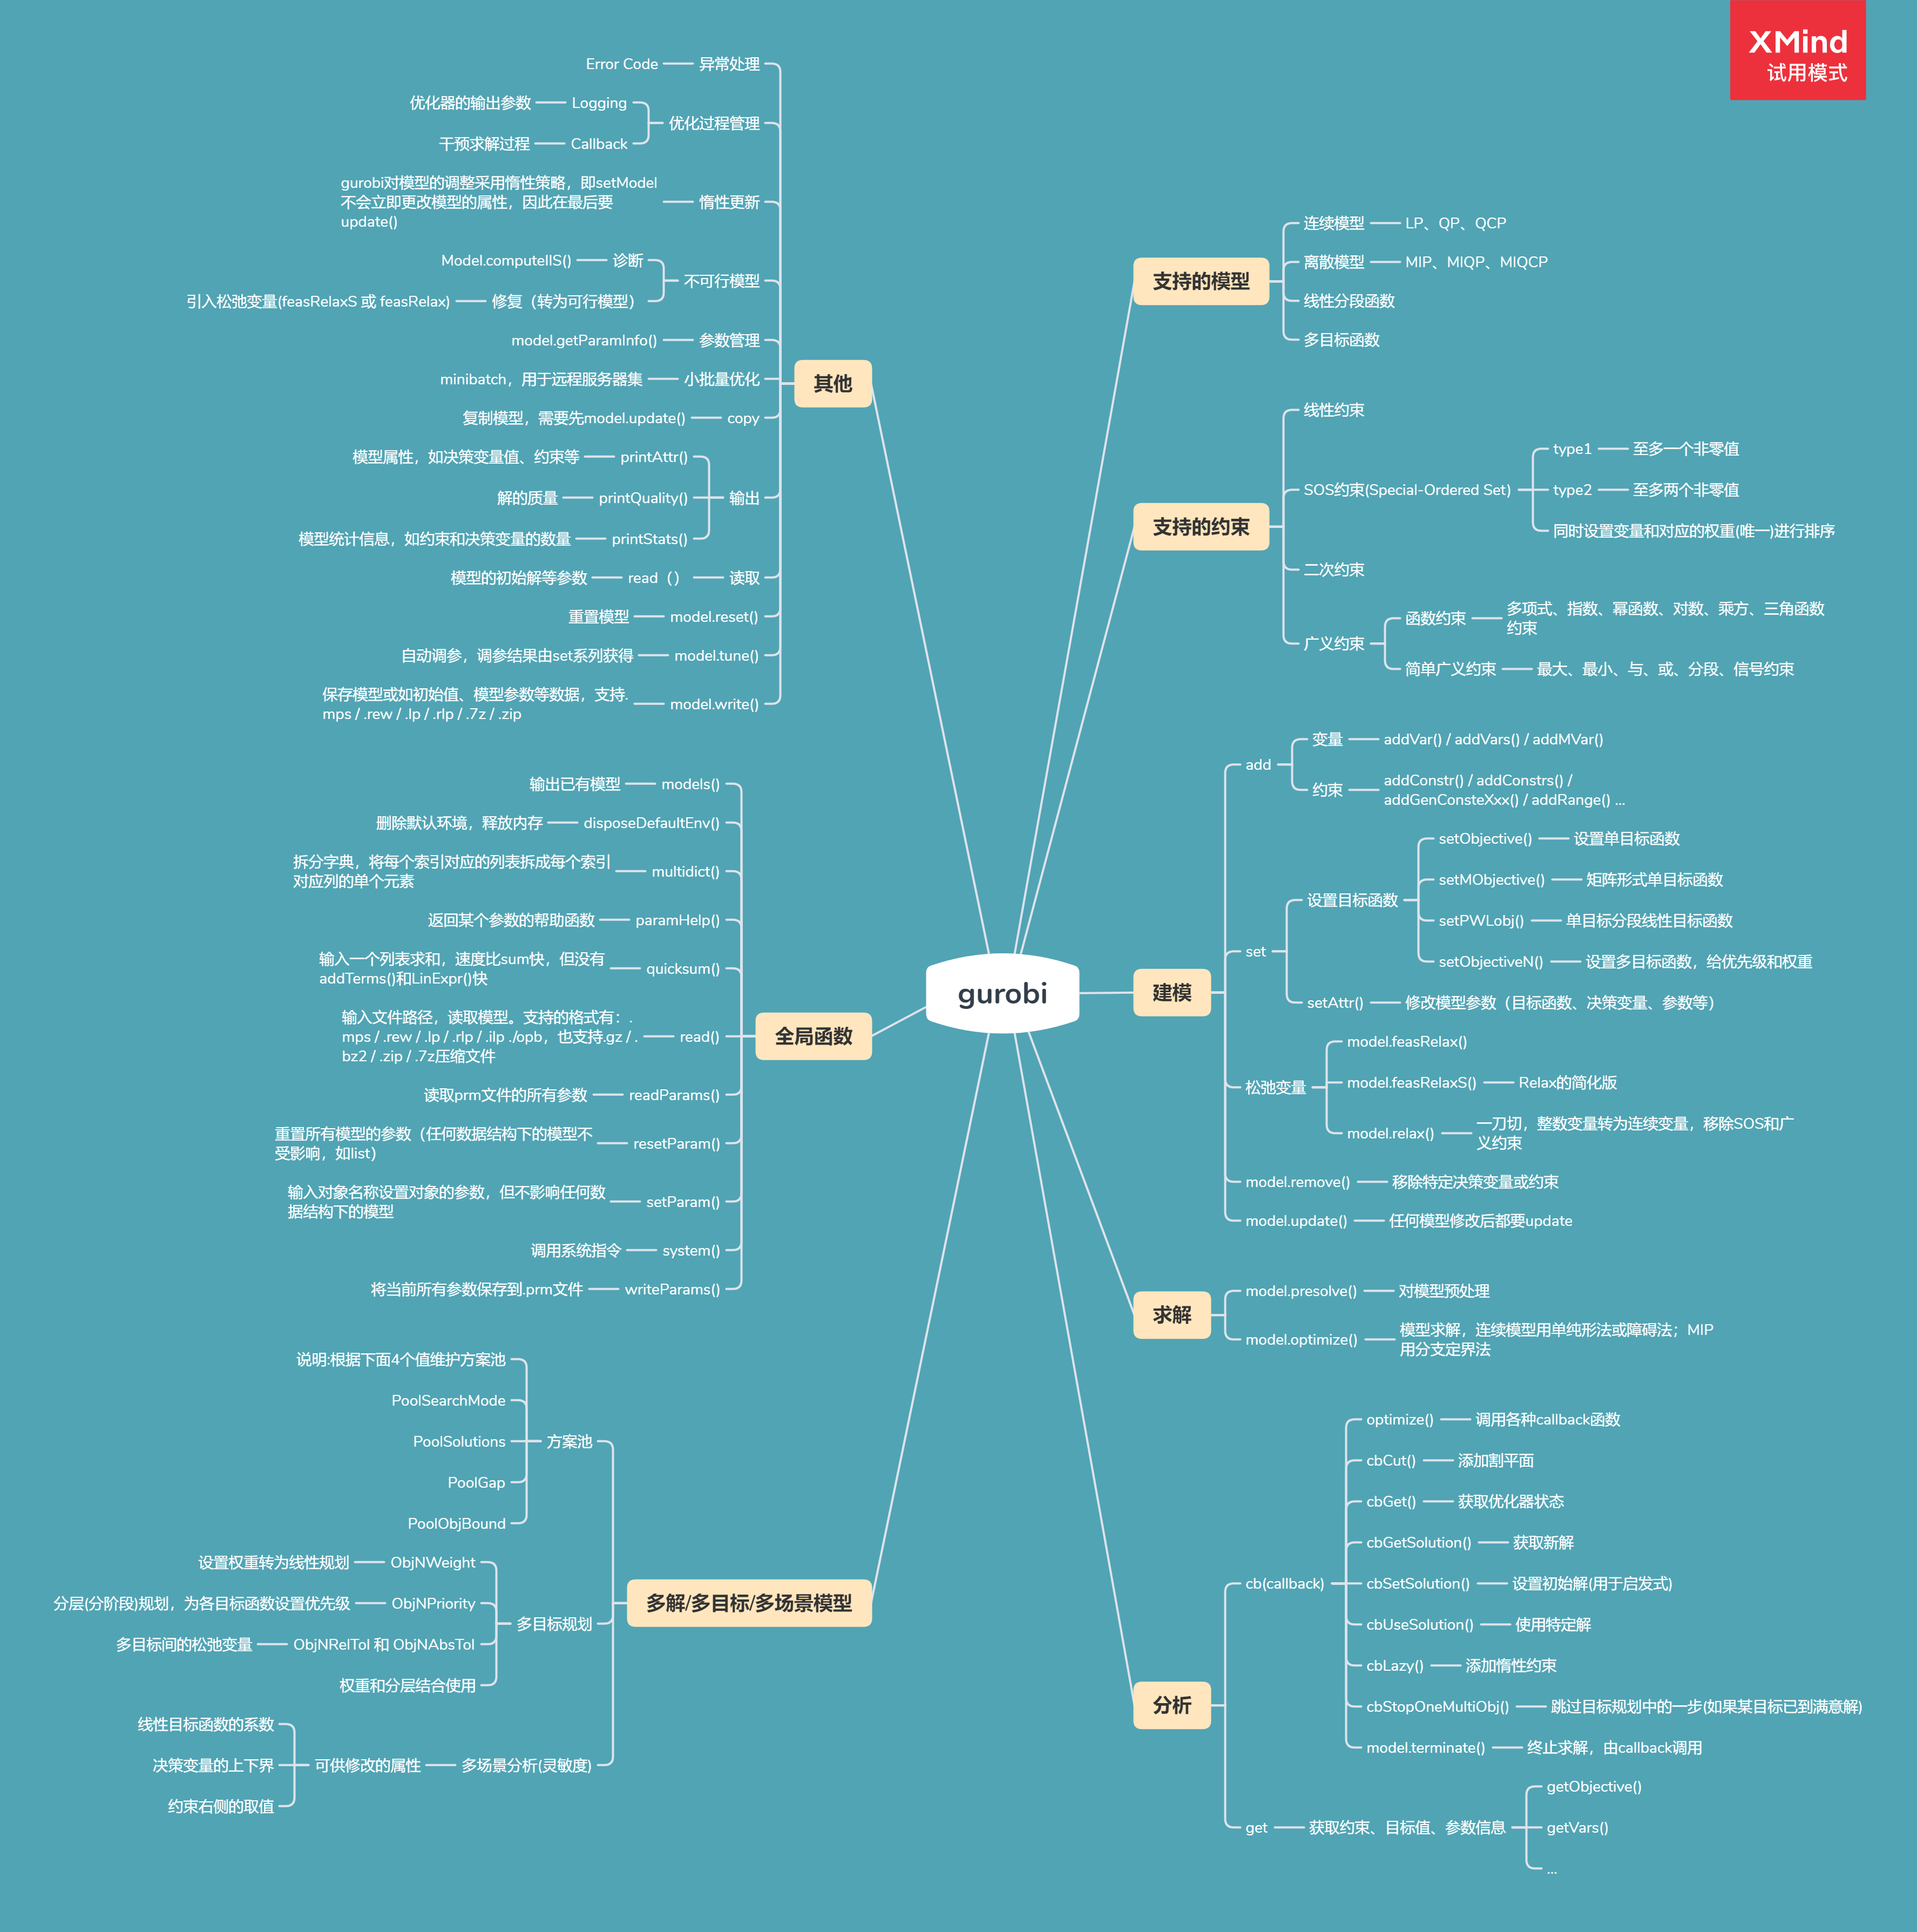 XMind
试用模式
gurobi
支持的模型
连续模型
LP、QP、QCP
离散模型
MIP、MIQP、MIQCP
线性分段函数
多目标函数
支持的约束
线性约束
SOS约束(Special-Ordered Set)
type1
至多一个非零值
type2
至多两个非零值
同时设置变量和对应的权重(唯一)进行排序
二次约束
广义约束
函数约束
多项式、指数、幂函数、对数、乘方、三角函数
约束
简单广义约束
最大、最小、与、或、分段、信号约束
建模
add
变量
addVar() / addVars() / addMVar()
约束
addConstr() / addConstrs() /
addGenConsteXxx() / addRange() ...
set
设置目标函数
setObjective()
设置单目标函数
setMObjective()
矩阵形式单目标函数
setPWLobj()
单目标分段线性目标函数
setObjectiveN()
设置多目标函数，给优先级和权重
setAttr()
修改模型参数（目标函数、决策变量、参数等）
松弛变量
model.feasRelax()
model.feasRelaxS()
Relax的简化版
model.relax()
一刀切，整数变量转为连续变量，移除SOS和广
义约束
model.remove()
移除特定决策变量或约束
model.update()
任何模型修改后都要update
求解
model.presolve()
对模型预处理
model.optimize()
模型求解，连续模型用单纯形法或障碍法；MIP
用分支定界法
分析
cb(callback)
optimize()
调用各种callback函数
cbCut()
添加割平面
cbGet()
获取优化器状态
cbGetSolution()
获取新解
cbSetSolution()
设置初始解(用于启发式)
cbUseSolution()
使用特定解
cbLazy()
添加惰性约束
cbStopOneMultiObj()
跳过目标规划中的一步(如果某目标已到满意解)
model.terminate()
终止求解，由callback调用
get
获取约束、目标值、参数信息
getObjective()
getVars()
...
其他
异常处理
Error Code
优化过程管理
Logging
优化器的输出参数
Callback
干预求解过程
惰性更新
gurobi对模型的调整采用惰性策略，即setModel
不会立即更改模型的属性，因此在最后要
update()
不可行模型
诊断
Model.computeIIS()
修复（转为可行模型）
引入松弛变量(feasRelaxS 或 feasRelax)
参数管理
model.getParamInfo()
小批量优化
minibatch，用于远程服务器集
copy
复制模型，需要先model.update()
输出
printAttr()
模型属性，如决策变量值、约束等
printQuality()
解的质量
printStats()
模型统计信息，如约束和决策变量的数量
读取
read（）
模型的初始解等参数
model.reset()
重置模型
model.tune()
自动调参，调参结果由set系列获得
model.write()
保存模型或如初始值、模型参数等数据，支持.
mps / .rew / .lp / .rlp / .7z / .zip
全局函数
models()
输出已有模型
disposeDefaultEnv()
删除默认环境，释放内存
multidict()
拆分字典，将每个索引对应的列表拆成每个索引
对应列的单个元素
paramHelp()
返回某个参数的帮助函数
quicksum()
输入一个列表求和，速度比sum快，但没有
addTerms()和LinExpr()快
read()
输入文件路径，读取模型。支持的格式有：.
mps / .rew / .lp / .rlp / .ilp ./opb，也支持.gz / .
bz2 / .zip / .7z压缩文件
readParams()
读取prm文件的所有参数
resetParam()
重置所有模型的参数（任何数据结构下的模型不
受影响，如list）
setParam()
输入对象名称设置对象的参数，但不影响任何数
据结构下的模型
system()
调用系统指令
writeParams()
将当前所有参数保存到.prm文件
多解/多目标/多场景模型
方案池
说明:根据下面4个值维护方案池
PoolSearchMode
PoolSolutions
PoolGap
PoolObjBound
多目标规划
ObjNWeight
设置权重转为线性规划
ObjNPriority
分层(分阶段)规划，为各目标函数设置优先级
ObjNRelTol 和 ObjNAbsTol
多目标间的松弛变量
权重和分层结合使用
多场景分析(灵敏度)
可供修改的属性
线性目标函数的系数
决策变量的上下界
约束右侧的取值